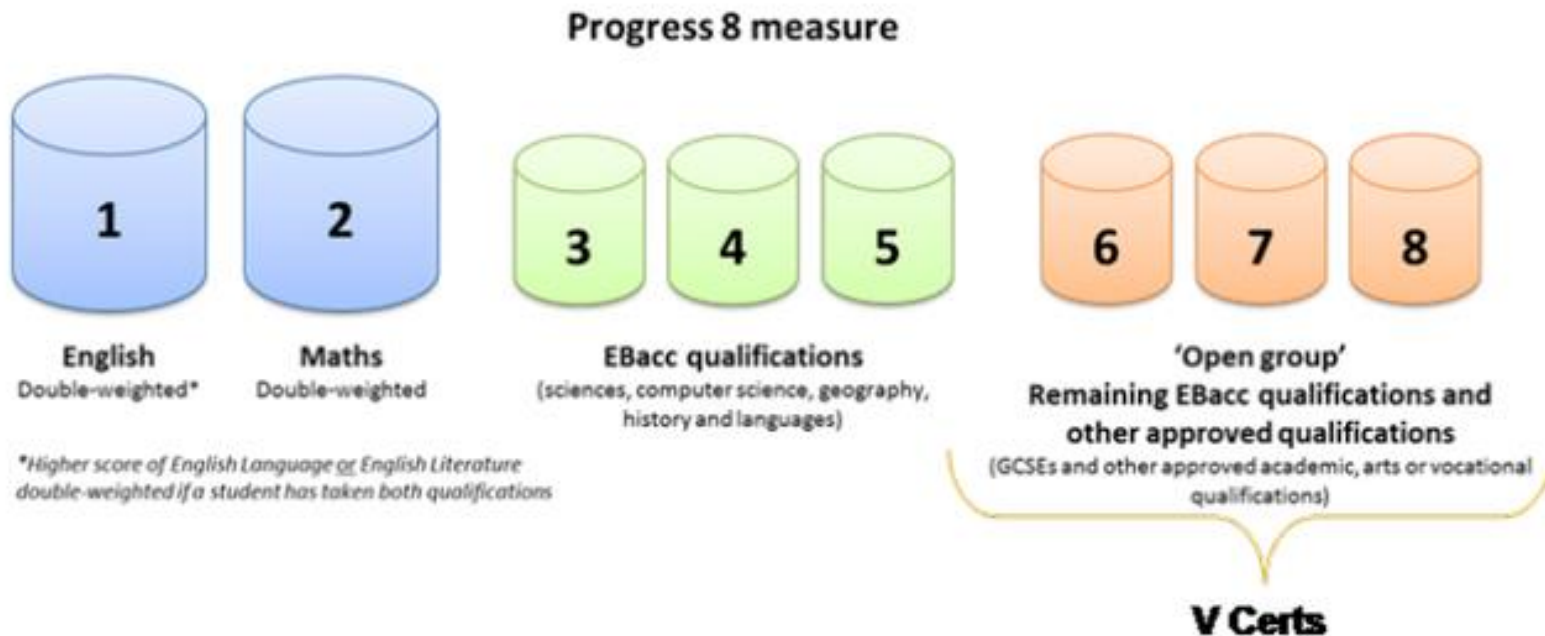 Progress 8 measure
1
2
3
4
5
6
7
8
English
Double-weighted*
Maths
Double-weighted
*Higher score of English Language or English Literature
double-weighted if a student has taken both qualifications
EBacc qualifications
(sciences, computer science, geography,
history and languages)
'Open group'
Remaining EBacc qualifications and
other approved qualifications
(GCSEs and other approved academic, arts or vocational
qualifications)
V Certs